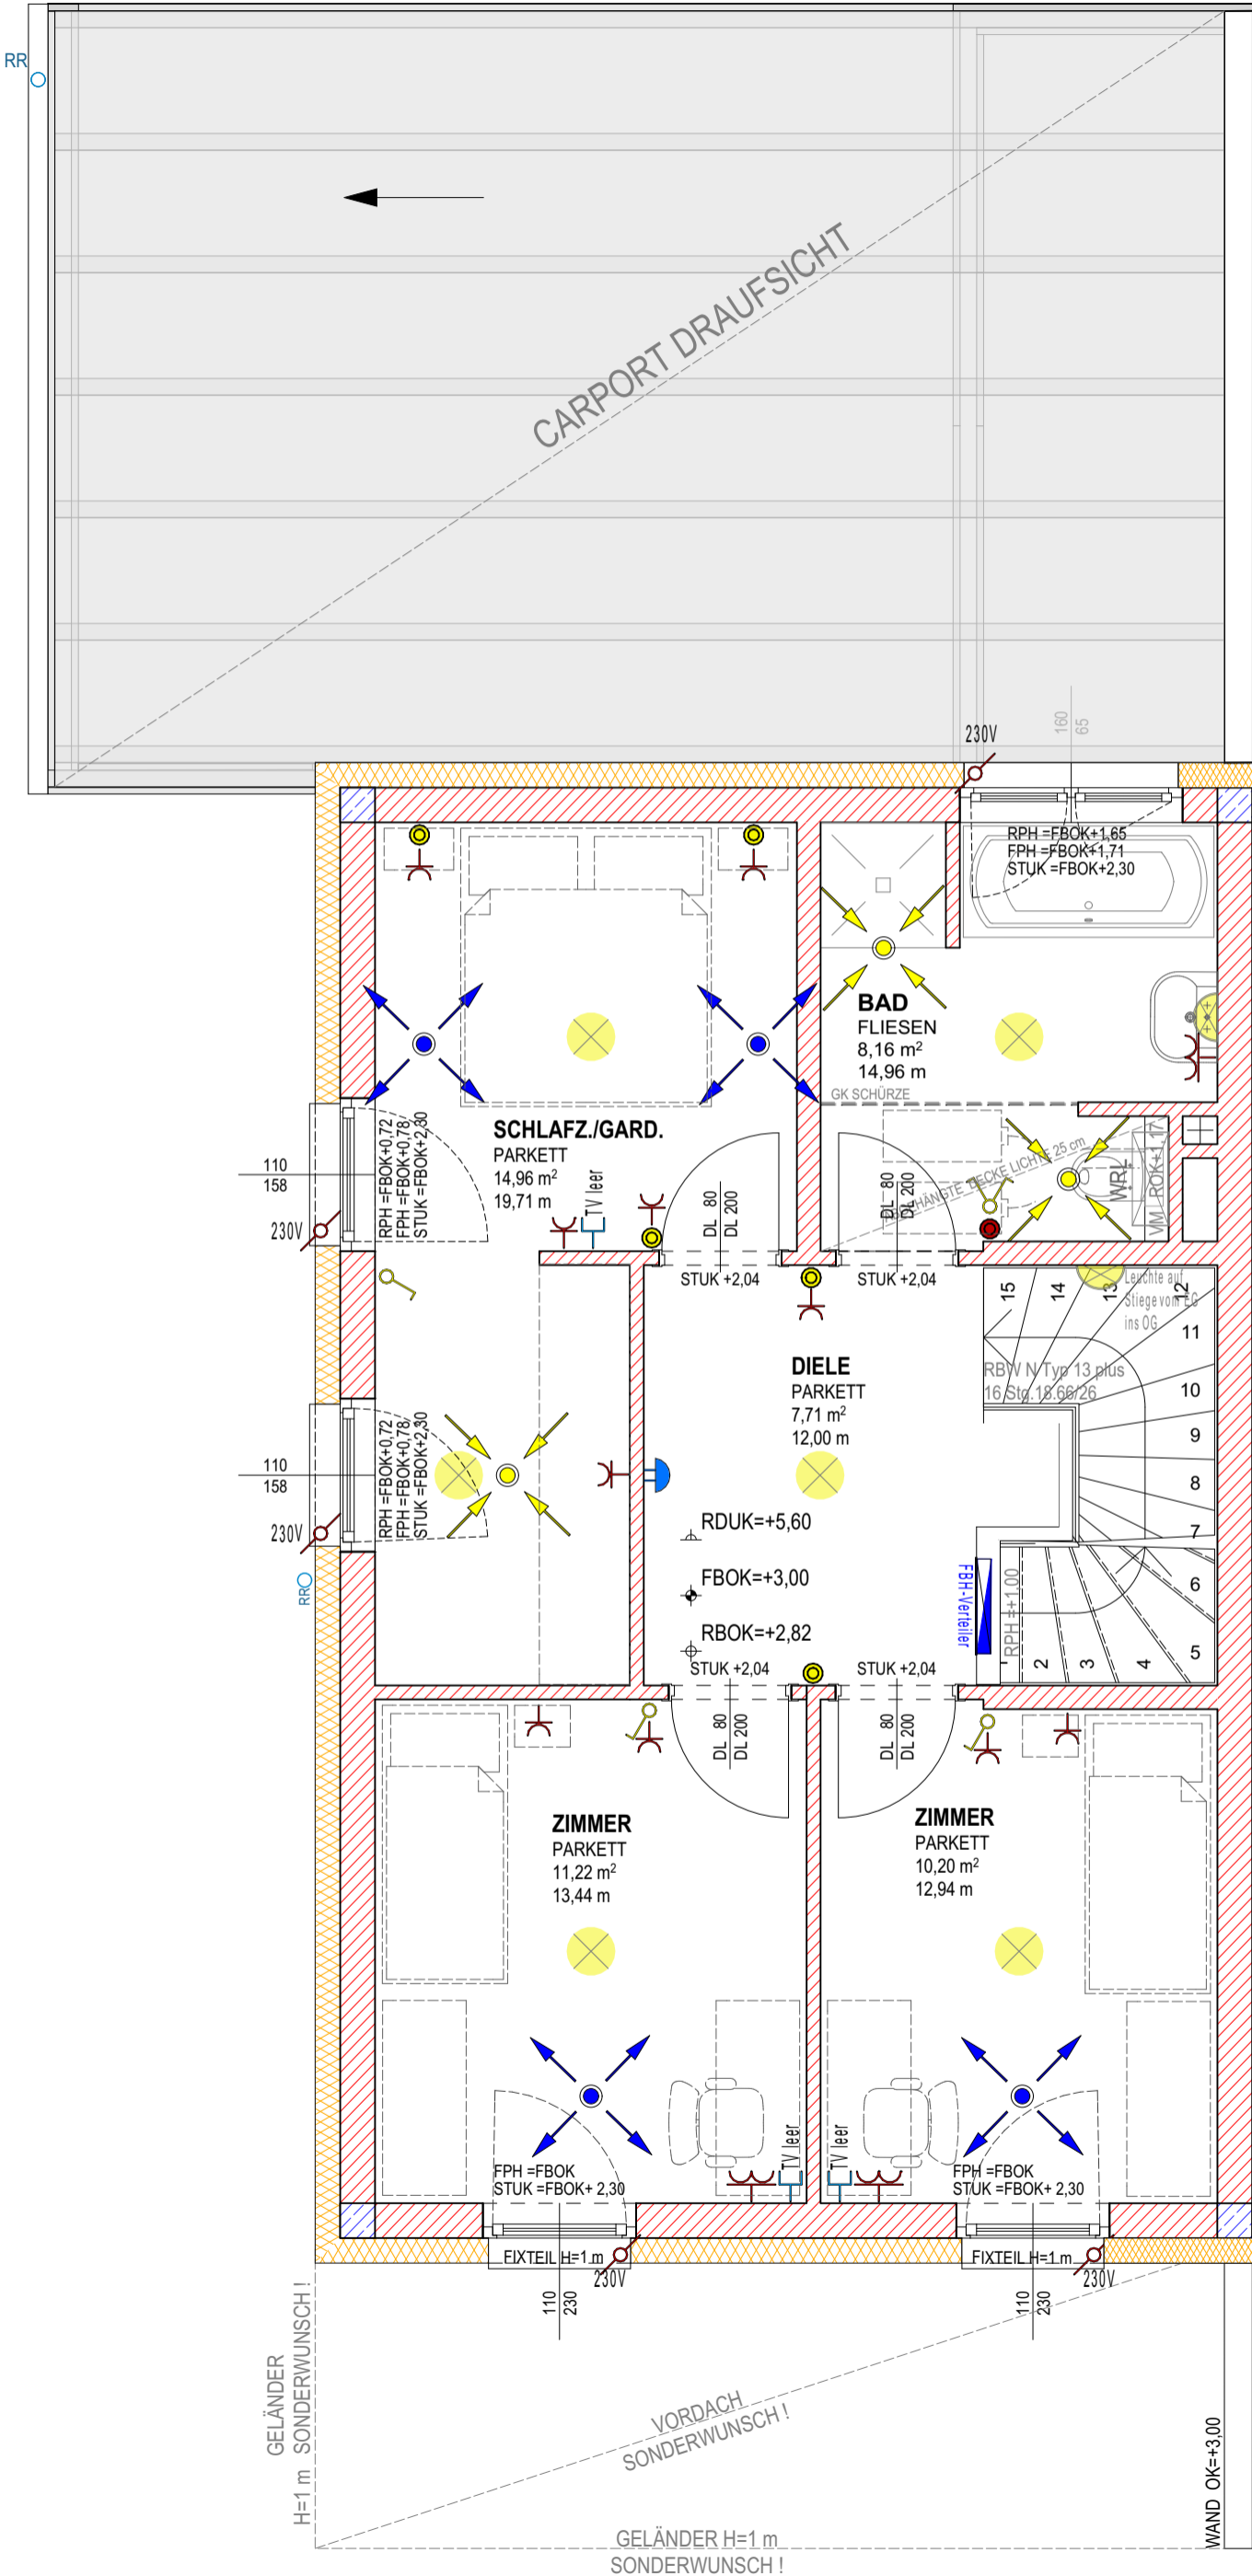 RR
CARPORT DRAUFSICHT
160
65
230V
RPH =FBOK+1,65
FPH =FBOK+1,71
STUK =FBOK+2,30
BAD
FLIESEN
8,16 m²
14,96 m
GK SCHÜRZE
DECKE LICHTE 25 cm
WRL.
VM ROK+1,17
SCHLAFZ./GARD.
PARKETT
14,96 m²
19,71 m
TV leer
110
158
230V
RPH =FBOK+0,72
FPH =FBOK+0,78
STUK =FBOK+2,30
DL 80
DL 200
STUK +2,04
DL 80
DL 200
STUK +2,04
15
14
13
12
11
10
9
8
7
6
5
4
3
2
Leuchte auf
Stiege vom EG
ins OG
RBW N Typ 13 plus
16 Stg.18.66/26
DIELE
PARKETT
7,71 m²
12,00 m
110
158
230V
RPH =FBOK+0,72
FPH =FBOK+0,78
STUK =FBOK+2,30
RR
RDUK=+5,60
FBOK=+3,00
RBOK=+2,82
FBH-Verteiler
RPH =+1.00
STUK +2,04
DL 80
DL 200
STUK +2,04
DL 80
DL 200
ZIMMER
PARKETT
11,22 m²
13,44 m
ZIMMER
PARKETT
10,20 m²
12,94 m
TV leer
TV leer
FPH =FBOK
STUK =FBOK+ 2,30
FPH =FBOK
STUK =FBOK+ 2,30
FIXTEIL H=1 m
230V
FIXTEIL H=1 m
230V
110
230
110
230
GELÄNDER
H=1 m SONDERWUNSCH !
VORDACH
SONDERWUNSCH !
WAND OK=+3,00
GELÄNDER H=1 m
SONDERWUNSCH !